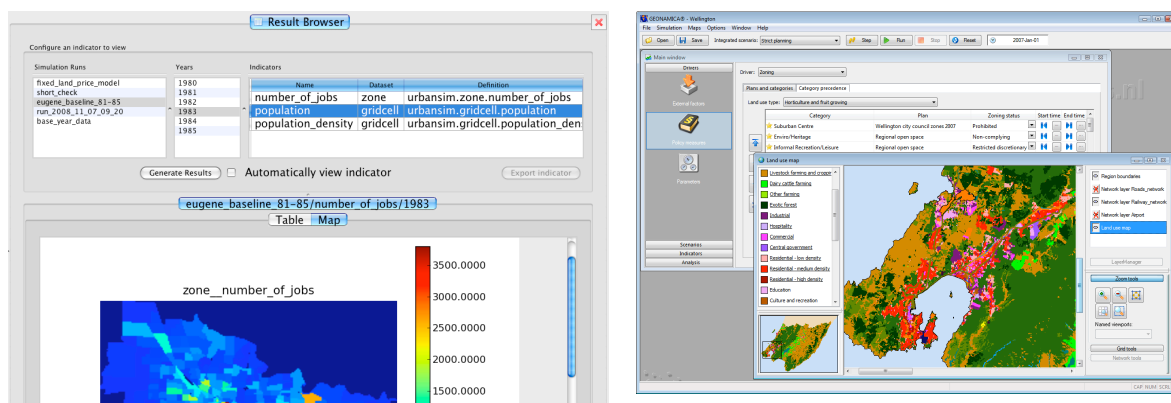 Result Browser
Configure an indicator to view
Simulation Runs
Years
Indicators
fixed_land_price_model
short_check
eugene_baseline_81-85
run_2008_11_07_09_20
base_year_data
1980
1981
1982
1983
1984
1985
Name Dataset Definition
number_of_jobs zone urbansim.zone.number_of_jobs
population gridcell urbansim.gridcell.population
population_density gridcell urbansim.gridcell.population_den
Generate Results
Automatically view indicator
Export indicator
eugene_baseline_81-85/number_of_jobs/1983
Table Map
zone__number_of_jobs
3500.0000
3000.0000
2500.0000
2000.0000
1500.0000
GEONAMICA® - Wellington
File Simulation Maps Options Window Help
Open Save Integrated scenario: Strict planning Step Run Stop Reset 2007-Jan-01
Main window
Drivers
External factors
Parameters
Scenarios
Indicators
Analysis
Driver: Zoning
Plans and categories Category precedence
Land use type: Horticulture and fruit growing
Category Plan Zoning status Start time End time
Suburban Centre Wellington city council zones 2007 Prohibited
Enviro/Heritage Regional open space Non-complying
Informal Recreation/Leisure Regional open space Restricted discretionary
.nl
Land use map
Livestock farming and croppir
Dairy cattle farming
Other farming
Exotic forest
Industrial
Hospitality
Commercial
Central government
Residential - low density
Residential - medium density
Residential - high density
Education
Culture and recreation
Region boundaries
Network layer Roads_network
Network layer Railway_network
Network layer Airport
Land use map
LayerManager
Zoom tools
Named viewports:
Grid tools
Network tools
CAP NUM SCRL